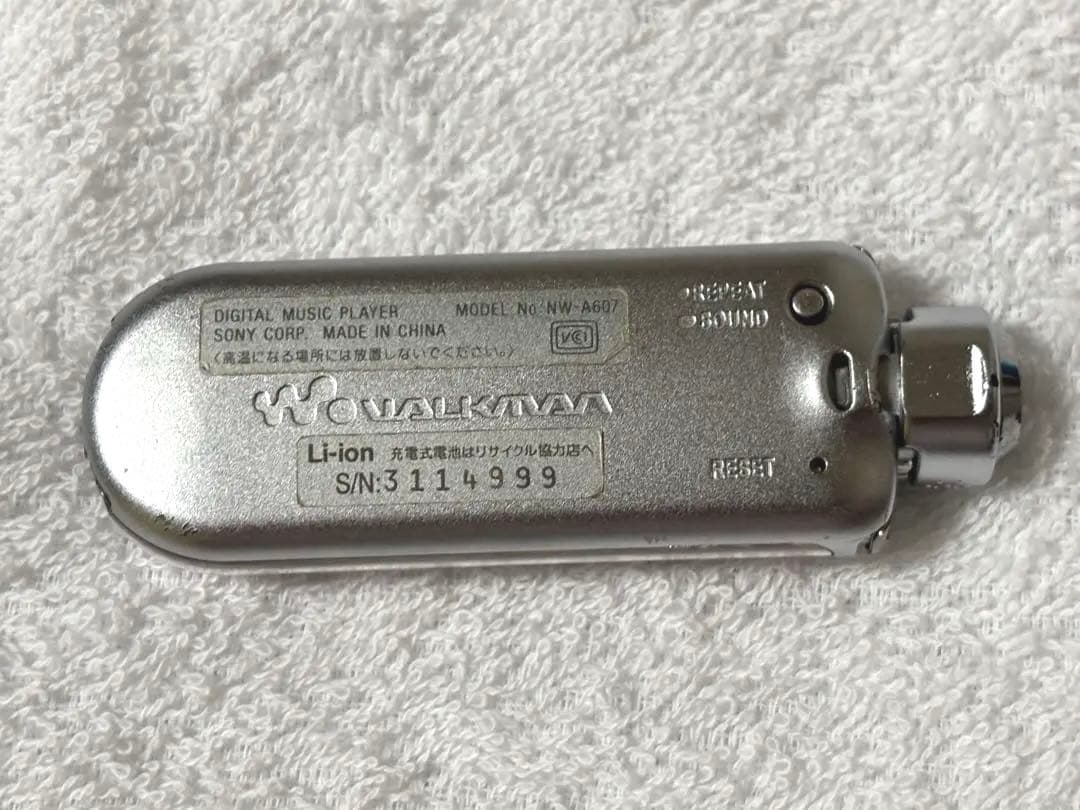 DIGITAL MUSIC PLAYER MODEL No NW-A607
SONY CORP. MADE IN CHINA
〈高温になる場所には放置しないでください。〉
VCI
WALKMAN
Li-ion 充電式電池はリサイクル協力店へ
S/N:3114999
REPEAT
SOUND
RESET